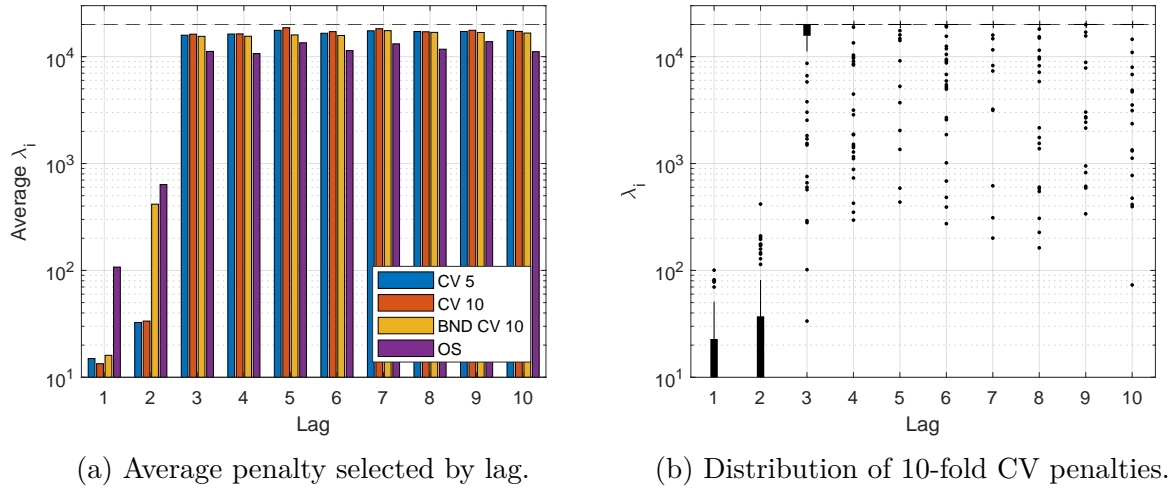 10^4
10^3
10^2
10^1
Average λ_i
1 2 3 4 5 6 7 8 9 10
Lag
CV 5
CV 10
BND CV 10
OS
(a) Average penalty selected by lag.
10^4
10^3
10^2
10^1
λ_i
1 2 3 4 5 6 7 8 9 10
Lag
(b) Distribution of 10-fold CV penalties.